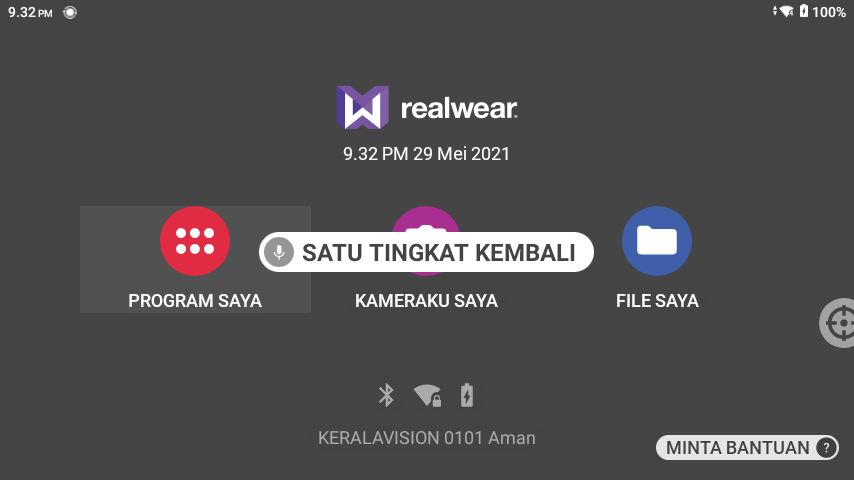 9.32 PM
100%
realwear
9.32 PM 29 Mei 2021
SATU TINGKAT KEMBALI
PROGRAM SAYA
KAMERAKU SAYA
FILE SAYA
KERALAVISION 0101 Aman
MINTA BANTUAN ?